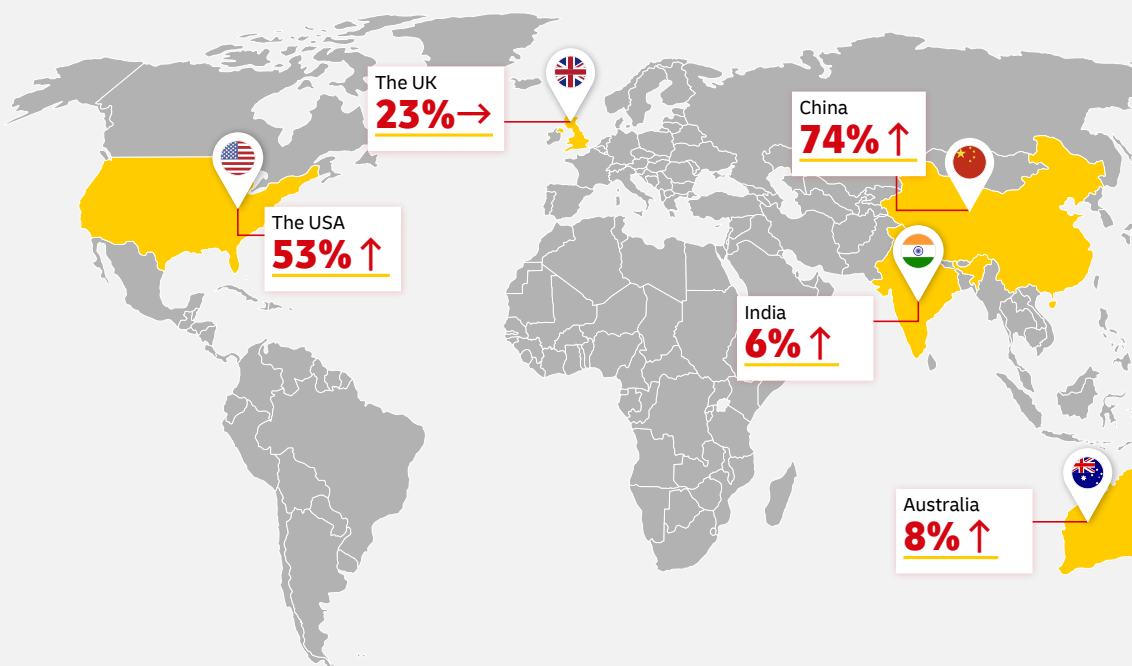 The UK
23%→
China
74% ↑
The USA
53% ↑
India
6% ↑
Australia
8% ↑